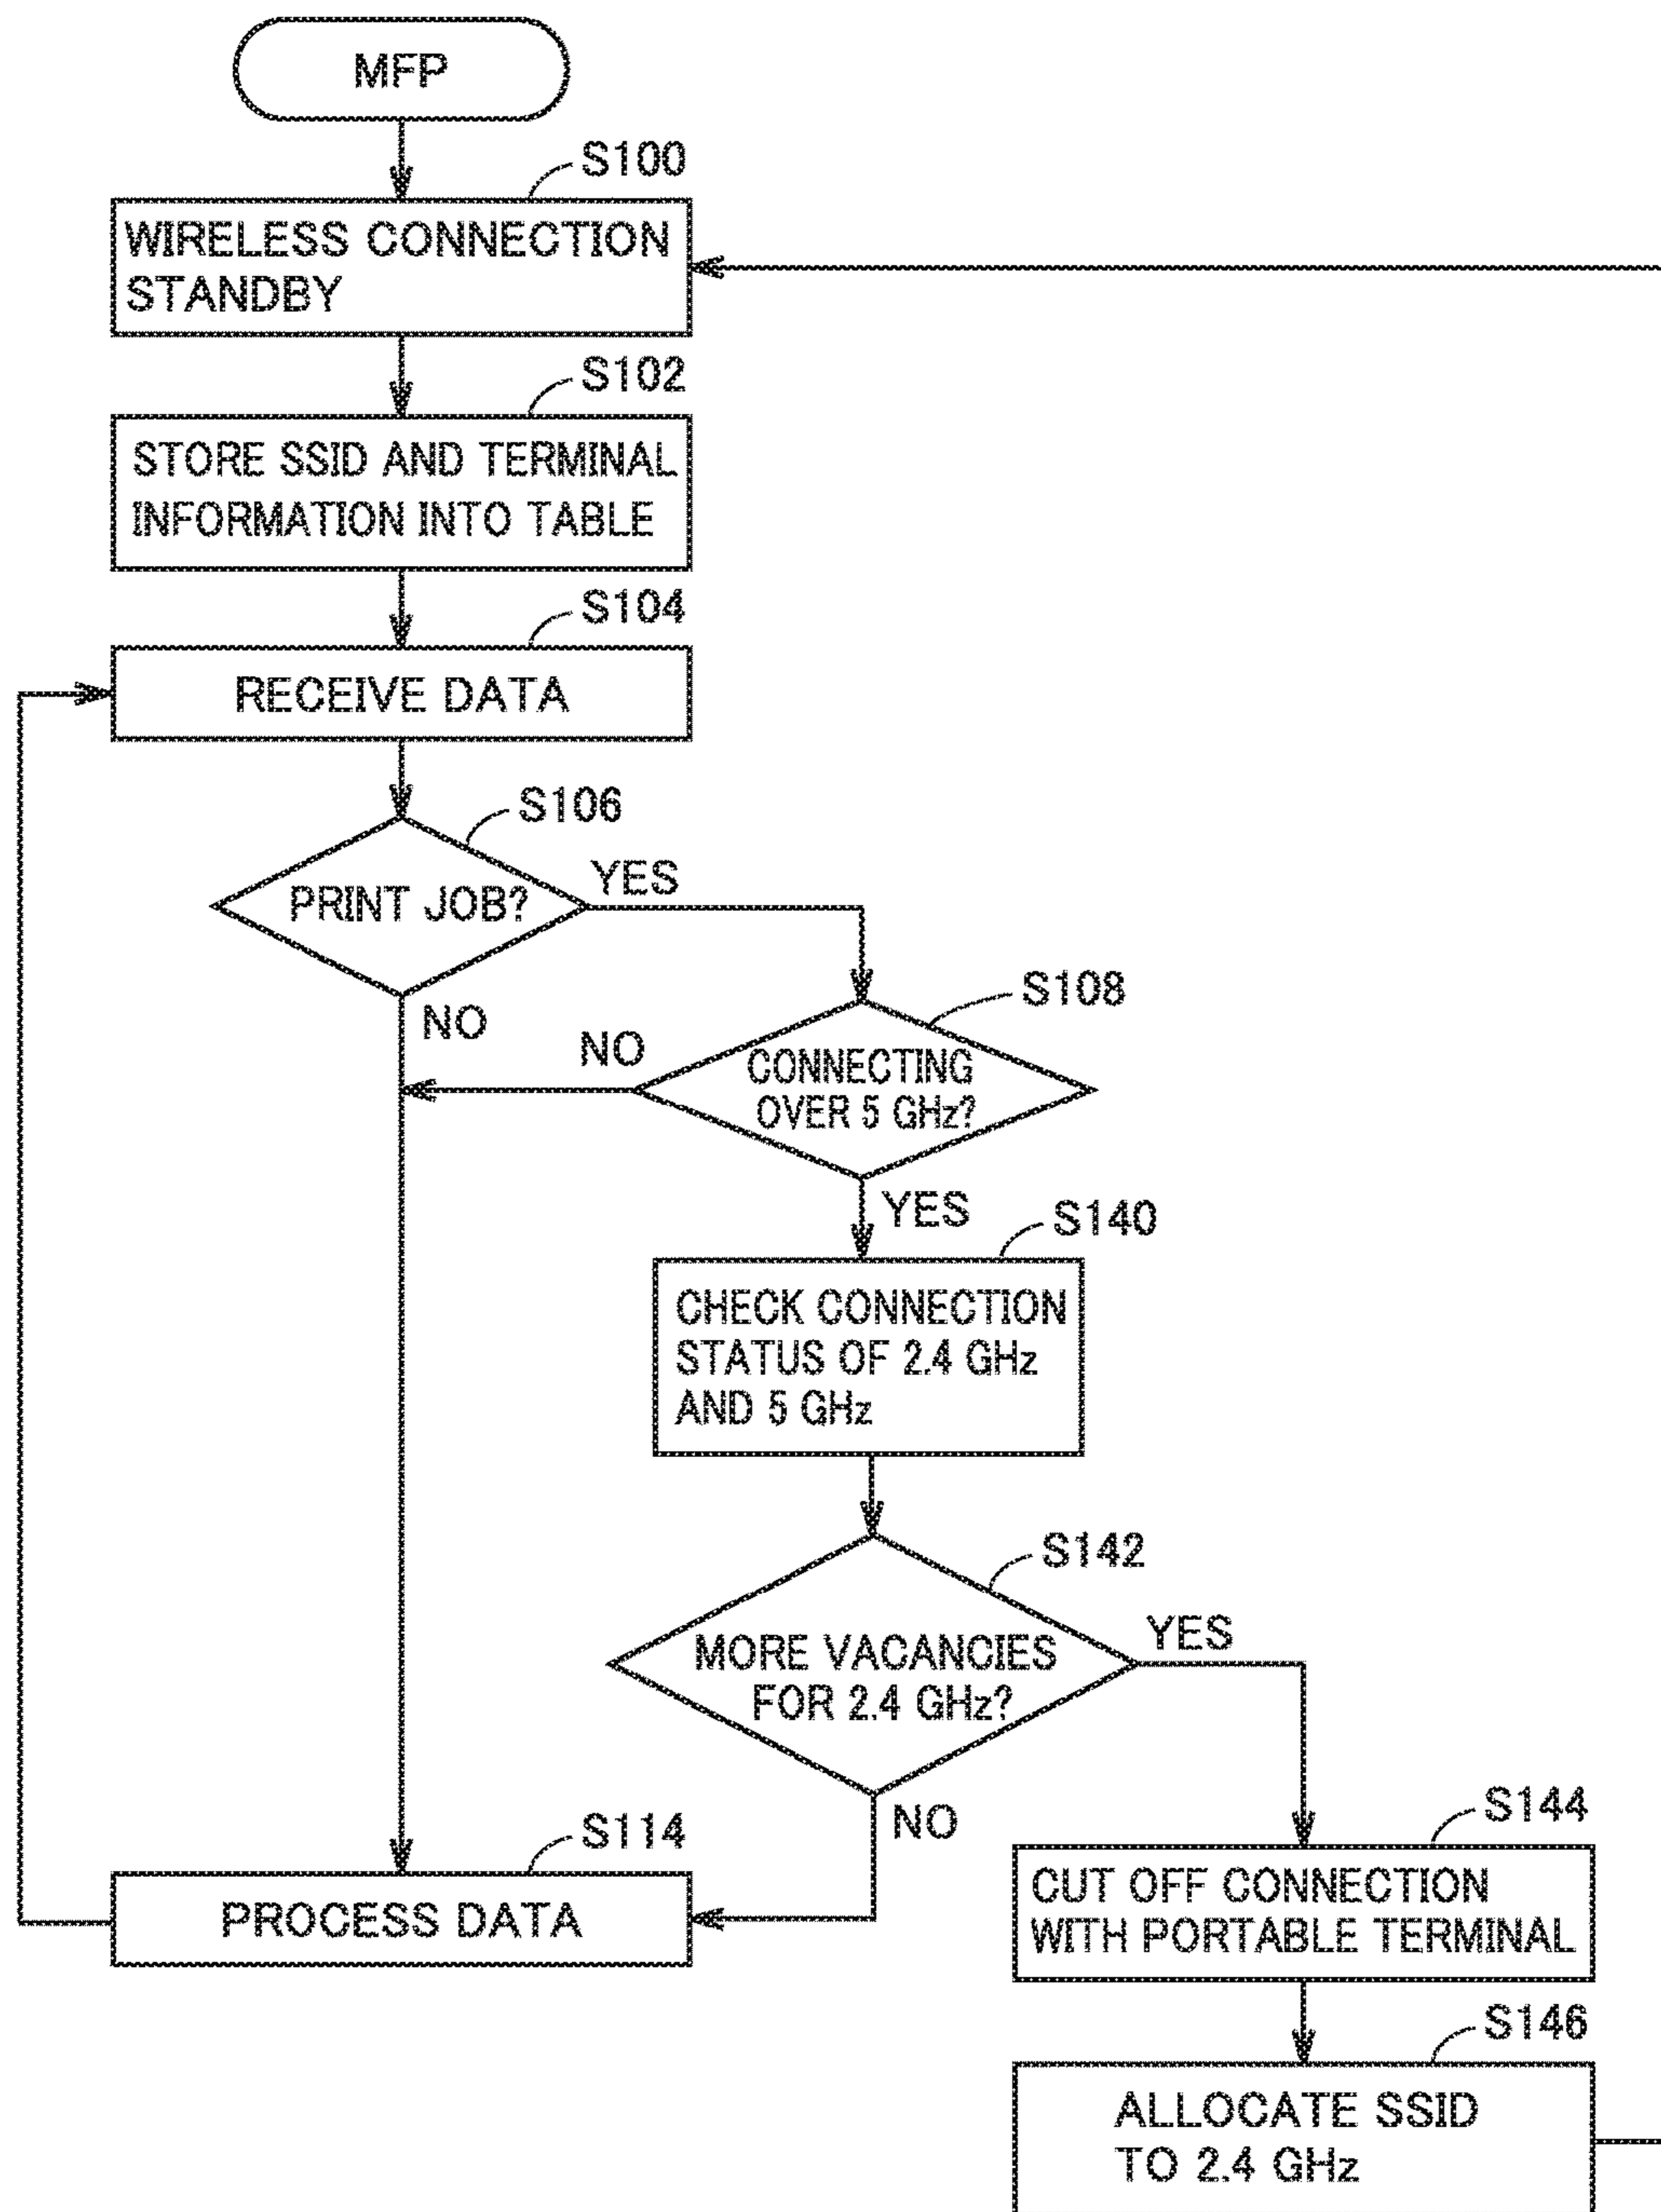 MFP
S100
WIRELESS CONNECTION
STANDBY
S102
STORE SSID AND TERMINAL
INFORMATION INTO TABLE
S104
RECEIVE DATA
S106
PRINT JOB?
YES
NO
S108
NO
CONNECTING
OVER 5 GHz?
YES
S140
CHECK CONNECTION
STATUS OF 2.4 GHz
AND 5 GHz
S142
MORE VACANCIES
FOR 2.4 GHz?
YES
NO
S114
PROCESS DATA
S144
CUT OFF CONNECTION
WITH PORTABLE TERMINAL
S146
ALLOCATE SSID
TO 2.4 GHz